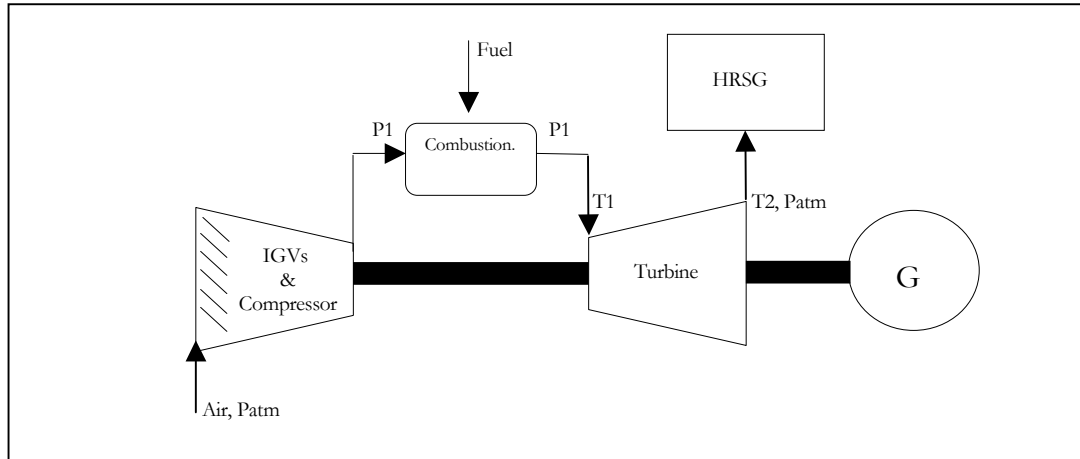 Fuel
HRSG
P1
P1
Combustion.
T1
T2, Patm
IGVs
&
Compressor
Turbine
G
Air, Patm